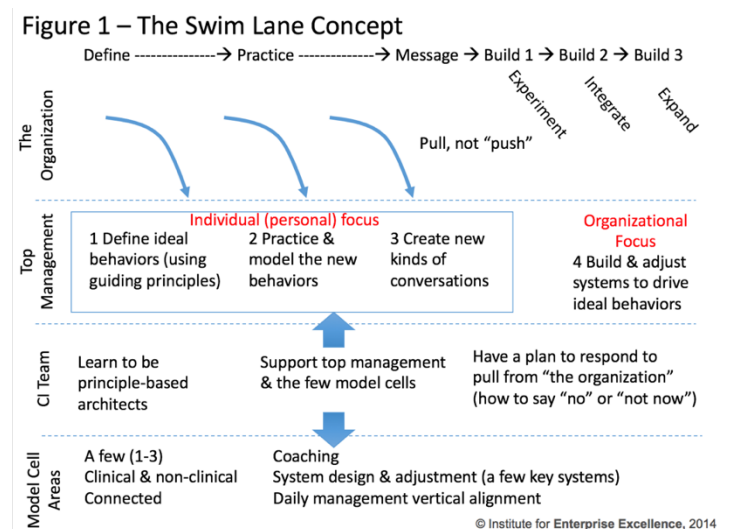 Figure 1 – The Swim Lane Concept
Define ---------------→ Practice ---------------→ Message → Build 1 → Build 2 → Build 3
Experiment
Integrate
Expand
The
Organization
Pull, not “push”
Top
Management
Individual (personal) focus
1 Define ideal
behaviors (using
guiding principles)
2 Practice &
model the new
behaviors
3 Create new
kinds of
conversations
Organizational
Focus
4 Build & adjust
systems to drive
ideal behaviors
CI Team
Learn to be
principle-based
architects
Support top management
& the few model cells
Have a plan to respond to
pull from “the organization”
(how to say “no” or “not now”)
Model Cell
Areas
A few (1-3)
Clinical & non-clinical
Connected
Coaching
System design & adjustment (a few key systems)
Daily management vertical alignment
© Institute for Enterprise Excellence, 2014